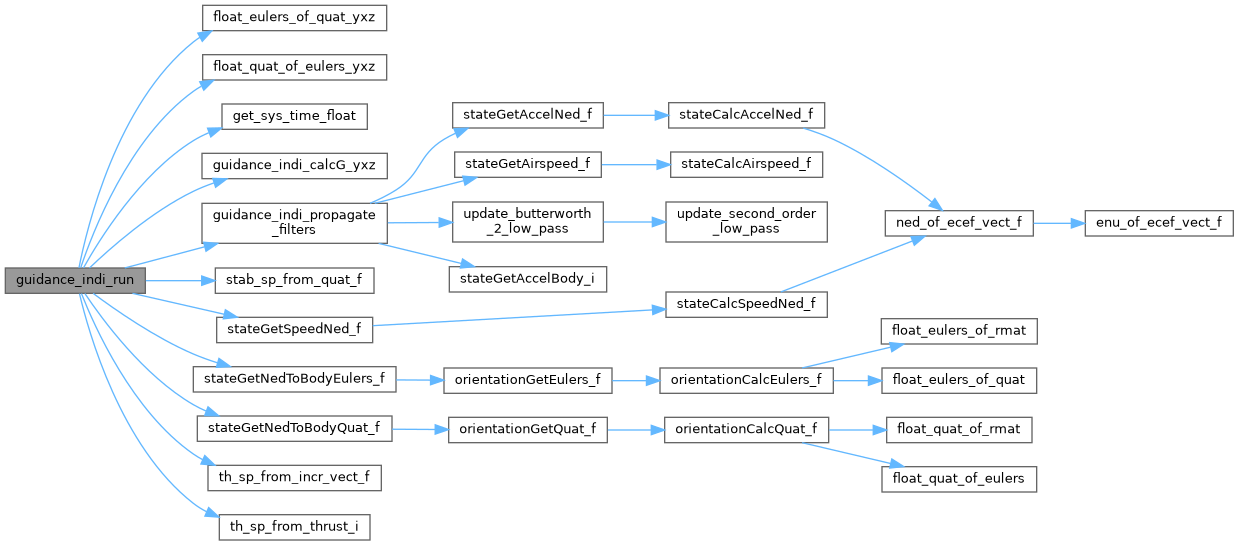 float_eulers_of_quat_yxz
float_quat_of_eulers_yxz
get_sys_time_float
guidance_indi_calcG_yxz
guidance_indi_propagate
_filters
guidance_indi_run
stab_sp_from_quat_f
stateGetSpeedNed_f
stateGetNedToBodyEulers_f
stateGetNedToBodyQuat_f
th_sp_from_incr_vect_f
th_sp_from_thrust_i
stateGetAccelNed_f
stateGetAirspeed_f
update_butterworth
_2_low_pass
stateGetAccelBody_i
orientationGetEulers_f
orientationGetQuat_f
stateCalcAccelNed_f
stateCalcAirspeed_f
update_second_order
_low_pass
stateCalcSpeedNed_f
orientationCalcEulers_f
orientationCalcQuat_f
ned_of_ecef_vect_f
enu_of_ecef_vect_f
float_eulers_of_rmat
float_eulers_of_quat
float_quat_of_rmat
float_quat_of_eulers